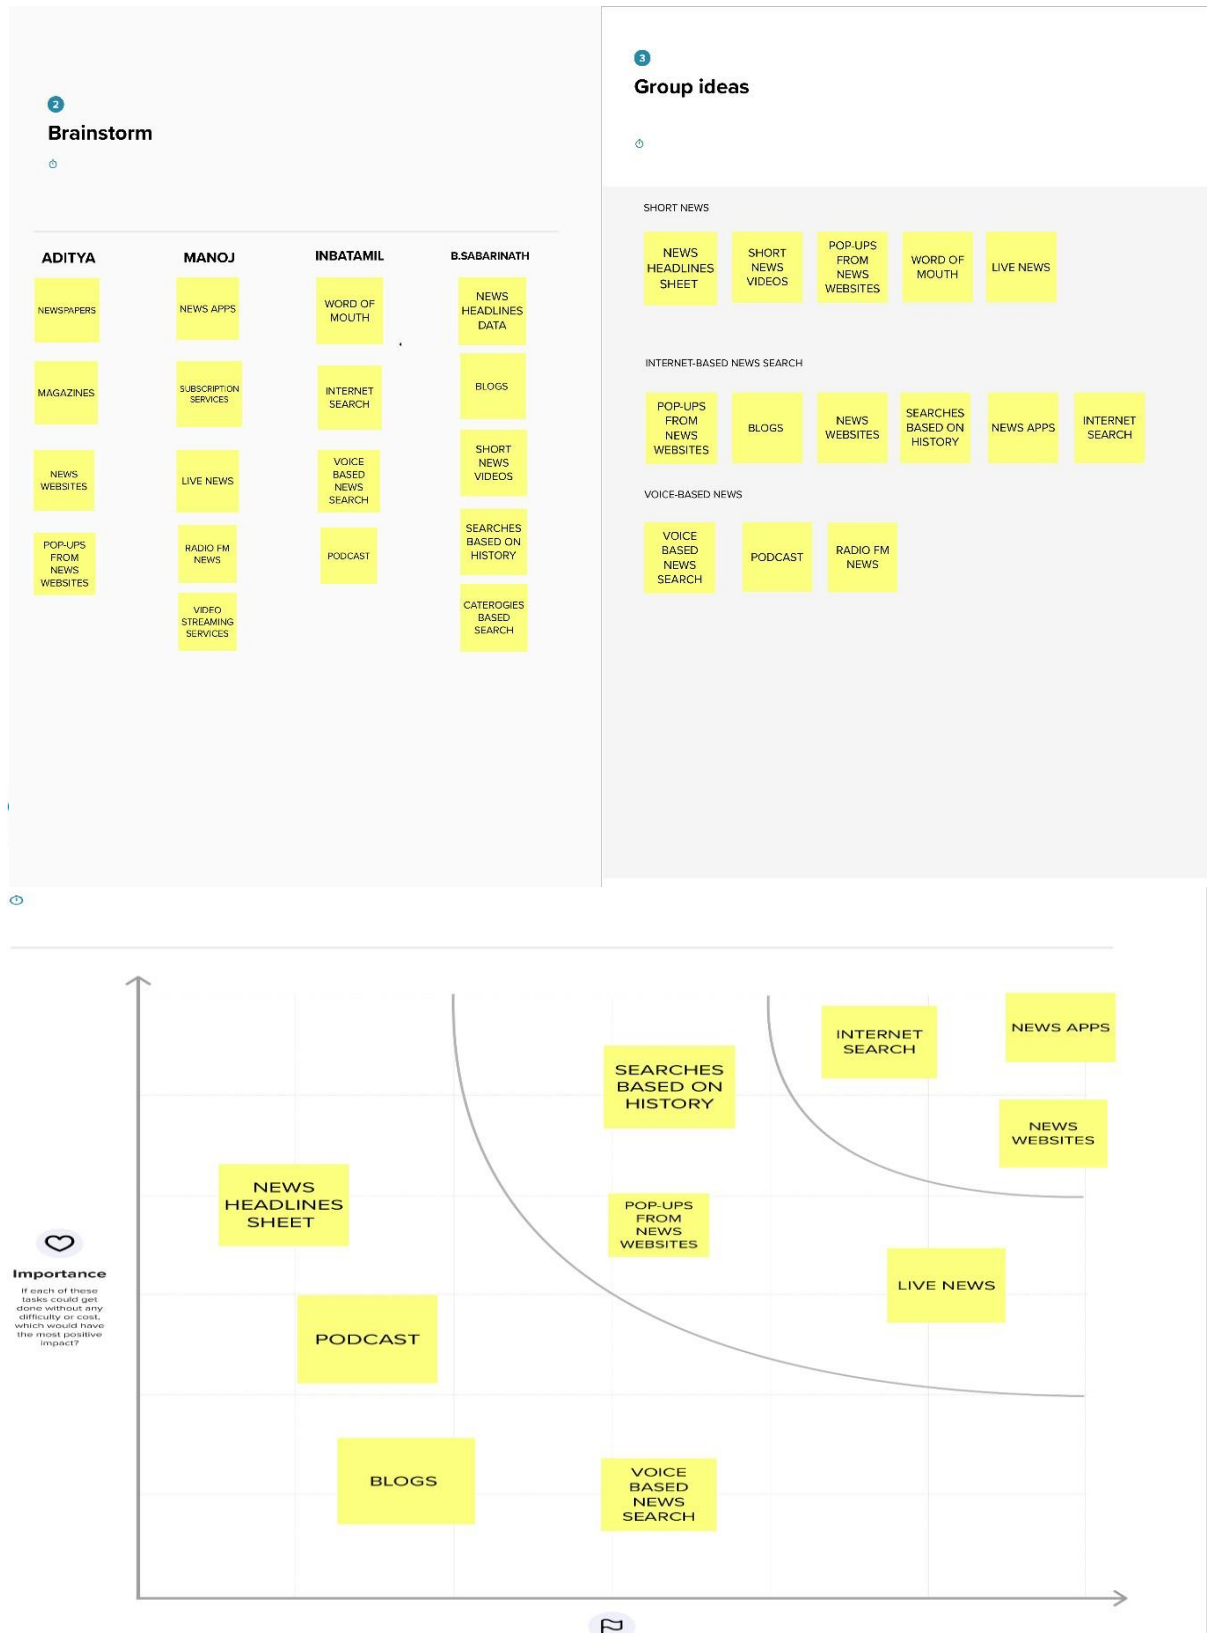 2
Brainstorm
ADITYA
NEWSPAPERS
MAGAZINES
NEWS
WEBSITES
POP-UPS
FROM
NEWS
WEBSITES
MANOJ
NEWS APPS
SUBSCRIPTION
SERVICES
LIVE NEWS
RADIO FM
NEWS
VIDEO
STREAMING
SERVICES
INBATAMIL
WORD OF
MOUTH
INTERNET
SEARCH
VOICE
BASED
NEWS
SEARCH
PODCAST
B.SABARINATH
NEWS
HEADLINES
DATA
BLOGS
SHORT
NEWS
VIDEOS
SEARCHES
BASED ON
HISTORY
CATEROGIES
BASED
SEARCH
3
Group ideas
SHORT NEWS
NEWS
HEADLINES
SHEET
SHORT
NEWS
VIDEOS
POP-UPS
FROM
NEWS
WEBSITES
WORD OF
MOUTH
LIVE NEWS
INTERNET-BASED NEWS SEARCH
POP-UPS
FROM
NEWS
WEBSITES
BLOGS
NEWS
WEBSITES
SEARCHES
BASED ON
HISTORY
NEWS APPS
INTERNET
SEARCH
VOICE-BASED NEWS
VOICE
BASED
NEWS
SEARCH
PODCAST
RADIO FM
NEWS
INTERNET
SEARCH
NEWS APPS
SEARCHES
BASED ON
HISTORY
NEWS
WEBSITES
NEWS
HEADLINES
SHEET
POP-UPS
FROM
NEWS
WEBSITES
LIVE NEWS
Importance
If each of these
tasks could get
done without any
difficulty or cost,
which would have
the most positive
impact?
PODCAST
BLOGS
VOICE
BASED
NEWS
SEARCH